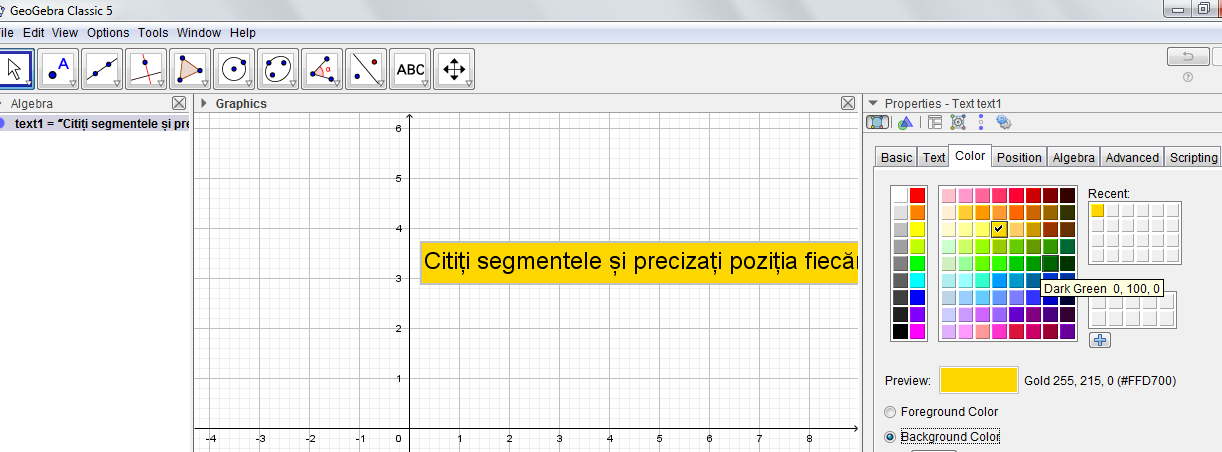 GeoGebra Classic 5
ile Edit View Options Tools Window Help
A
α
ABC
Algebra
Graphics
Properties - Text text1
text1 = "Citiți segmentele și pre
Basic Text Color Position Algebra Advanced Scripting
Recent:
6
5
4
3
2
1
Citiți segmentele și precizați poziția fiecăr
Dark Green 0, 100, 0
Preview: Gold 255, 215, 0 (#FFD700)
Foreground Color
Background Color
-4 -3 -2 -1 0 1 2 3 4 5 6 7 8